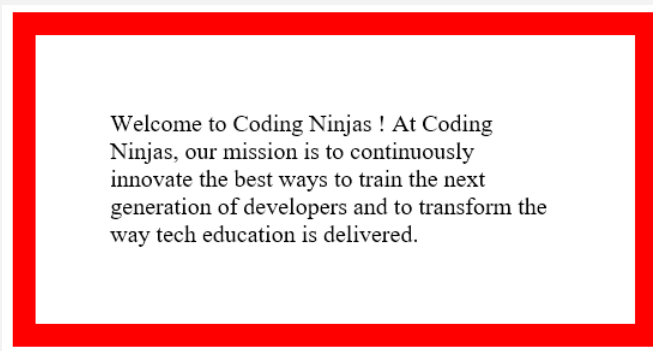 Welcome to Coding Ninjas ! At Coding
Ninjas, our mission is to continuously
innovate the best ways to train the next
generation of developers and to transform the
way tech education is delivered.